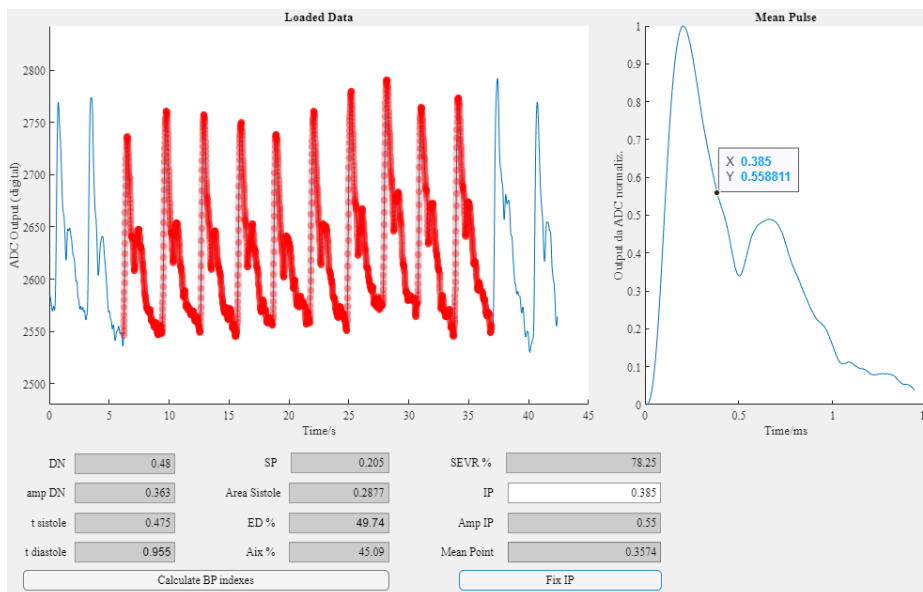 Loaded Data
ADC Output (digital)
2800
2750
2700
2650
2600
2550
2500
0 5 10 15 20 25 30 35 40 45
Time/s
Mean Pulse
Output da ADC normaliz.
1
0.9
0.8
0.7
0.6
0.5
0.4
0.3
0.2
0.1
0
X 0.385
Y 0.558811
0 0.5 1
Time/ms
DN 0.48 SP 0.205 SEVR % 78.25
amp DN 0.363 Area Sistole 0.2877 IP 0.385
t sistole 0.475 ED % 49.74 Amp IP 0.55
t diastole 0.955 Aix % 45.09 Mean Point 0.3574
Calculate BP indexes Fix IP